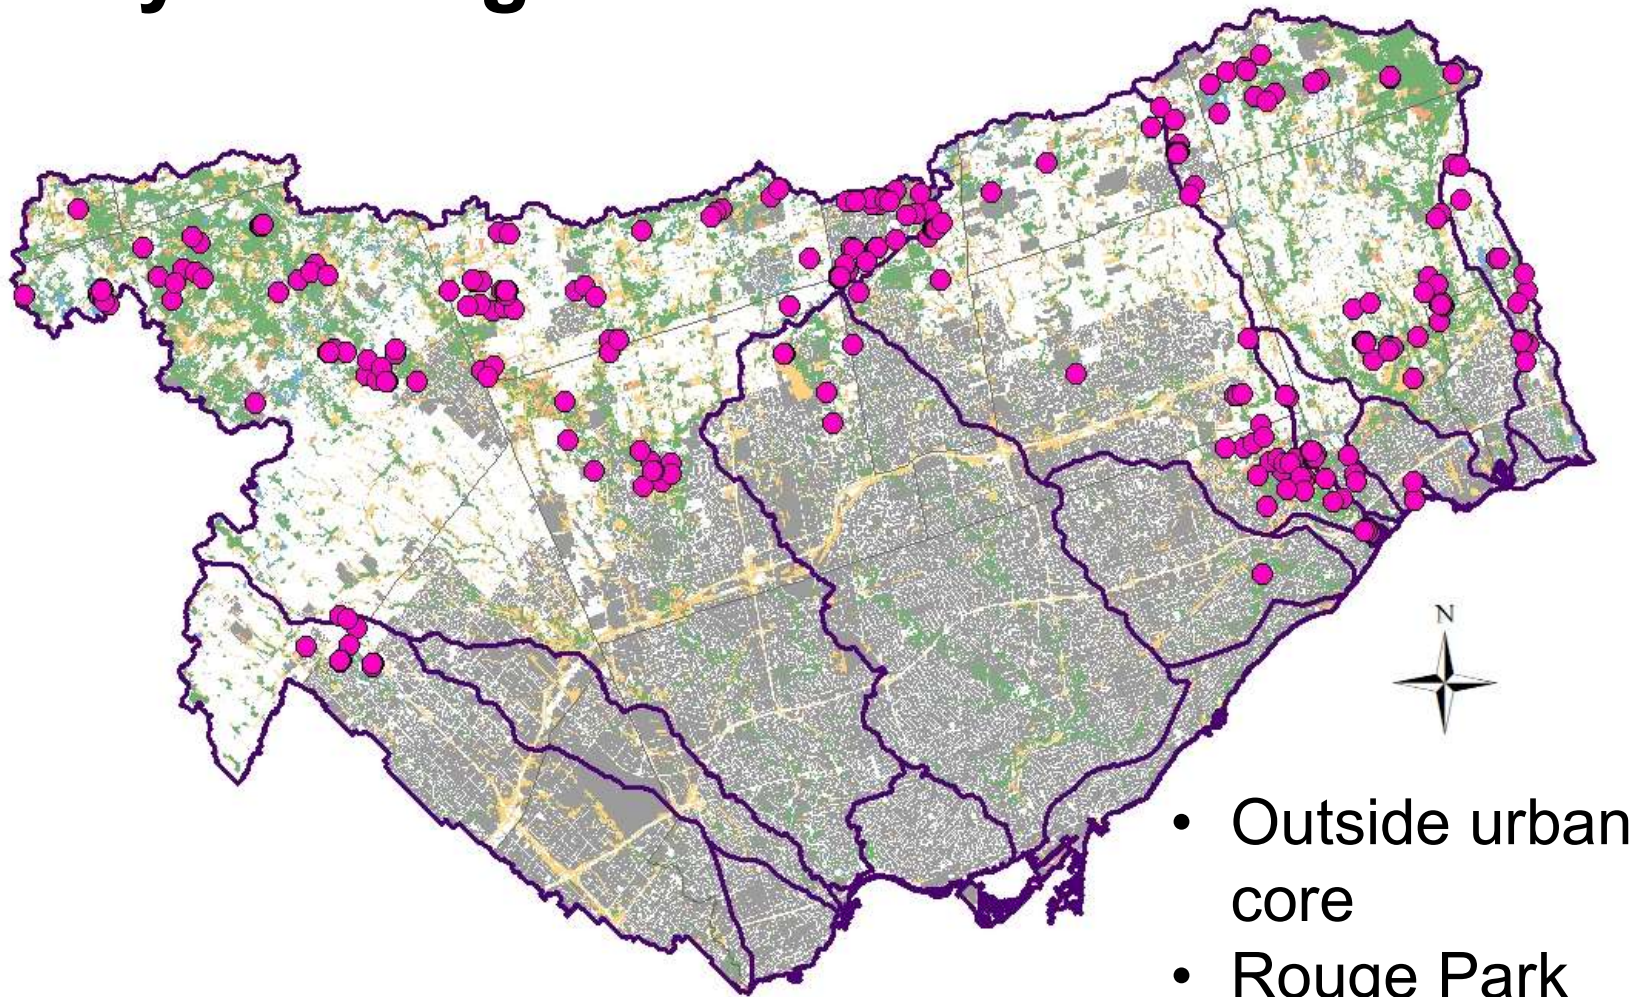 N
• Outside urban
core
• Rouge Park